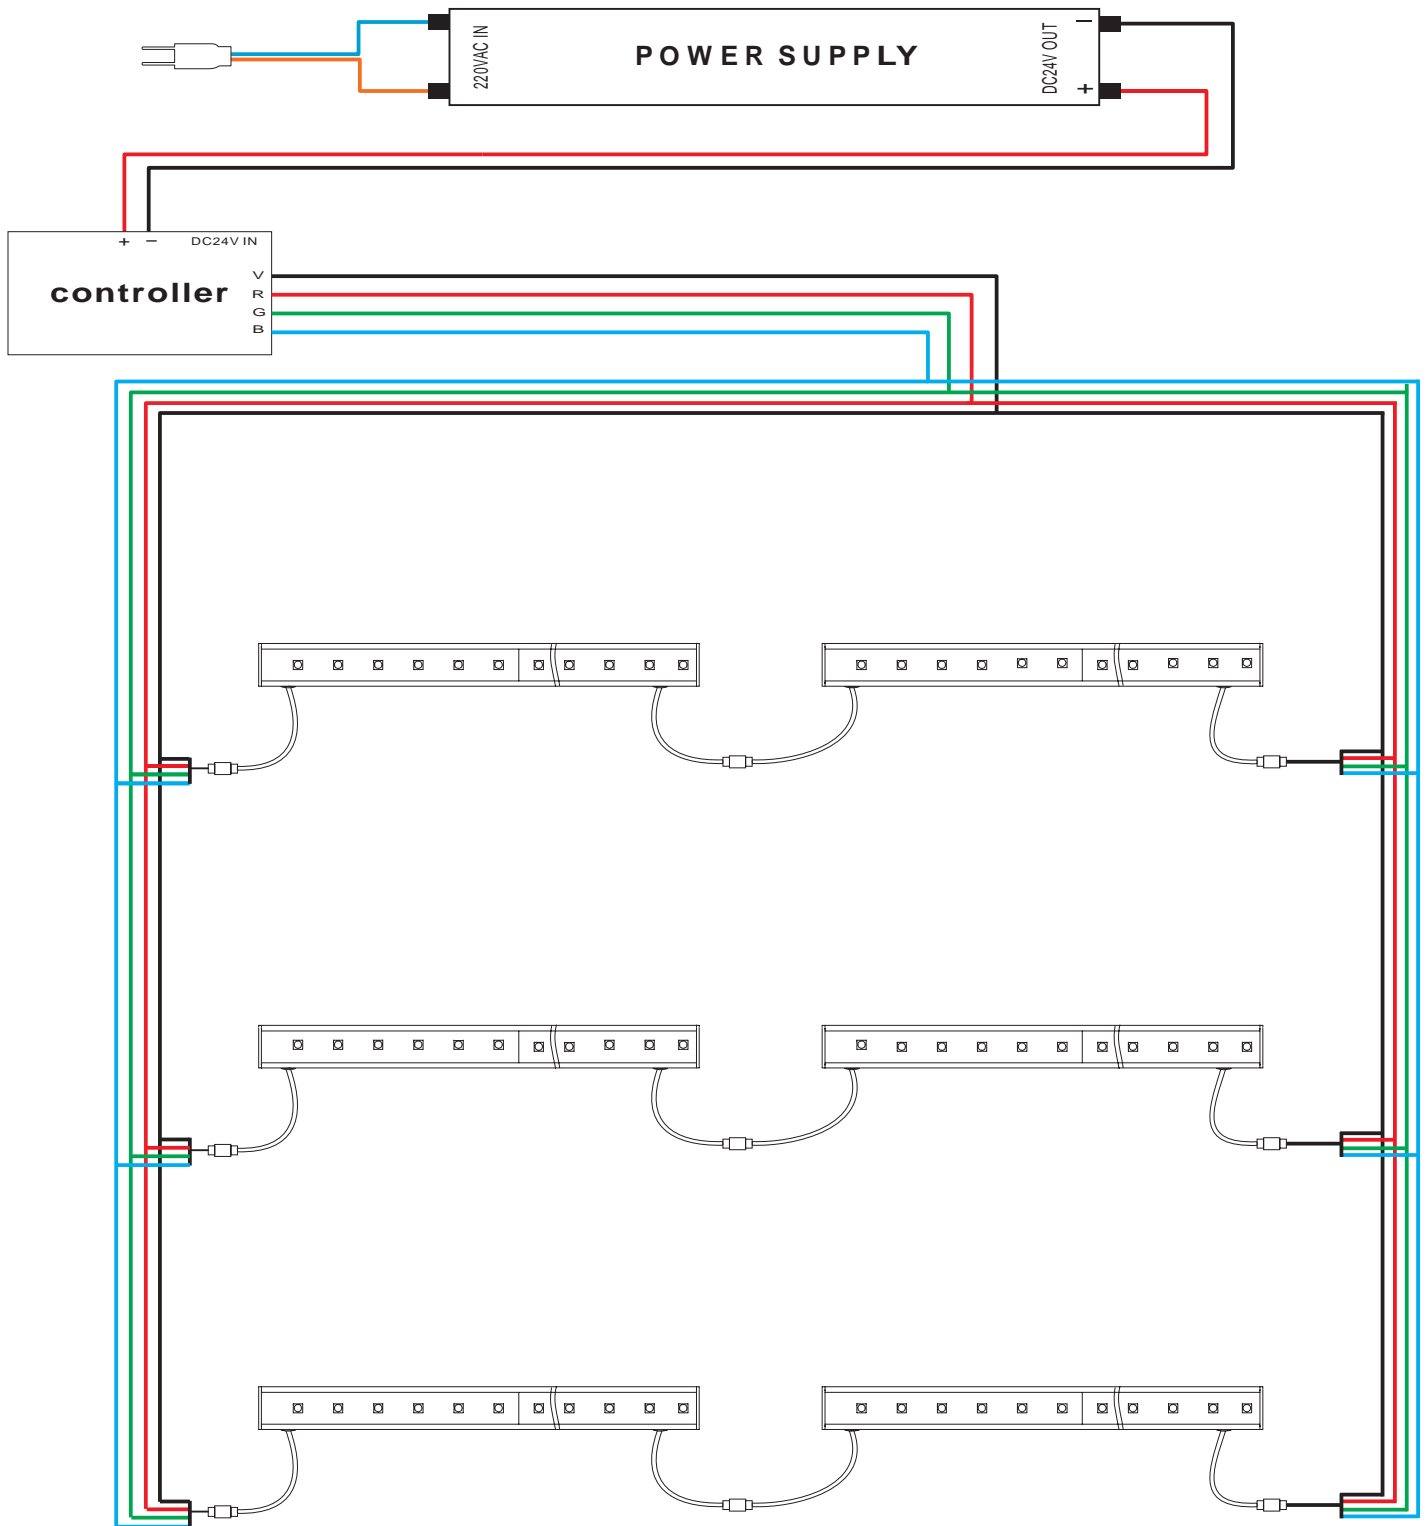 220VAC IN
POWER SUPPLY
DC24V OUT
−
+
+ − DC24V IN
controller
V
R
G
B